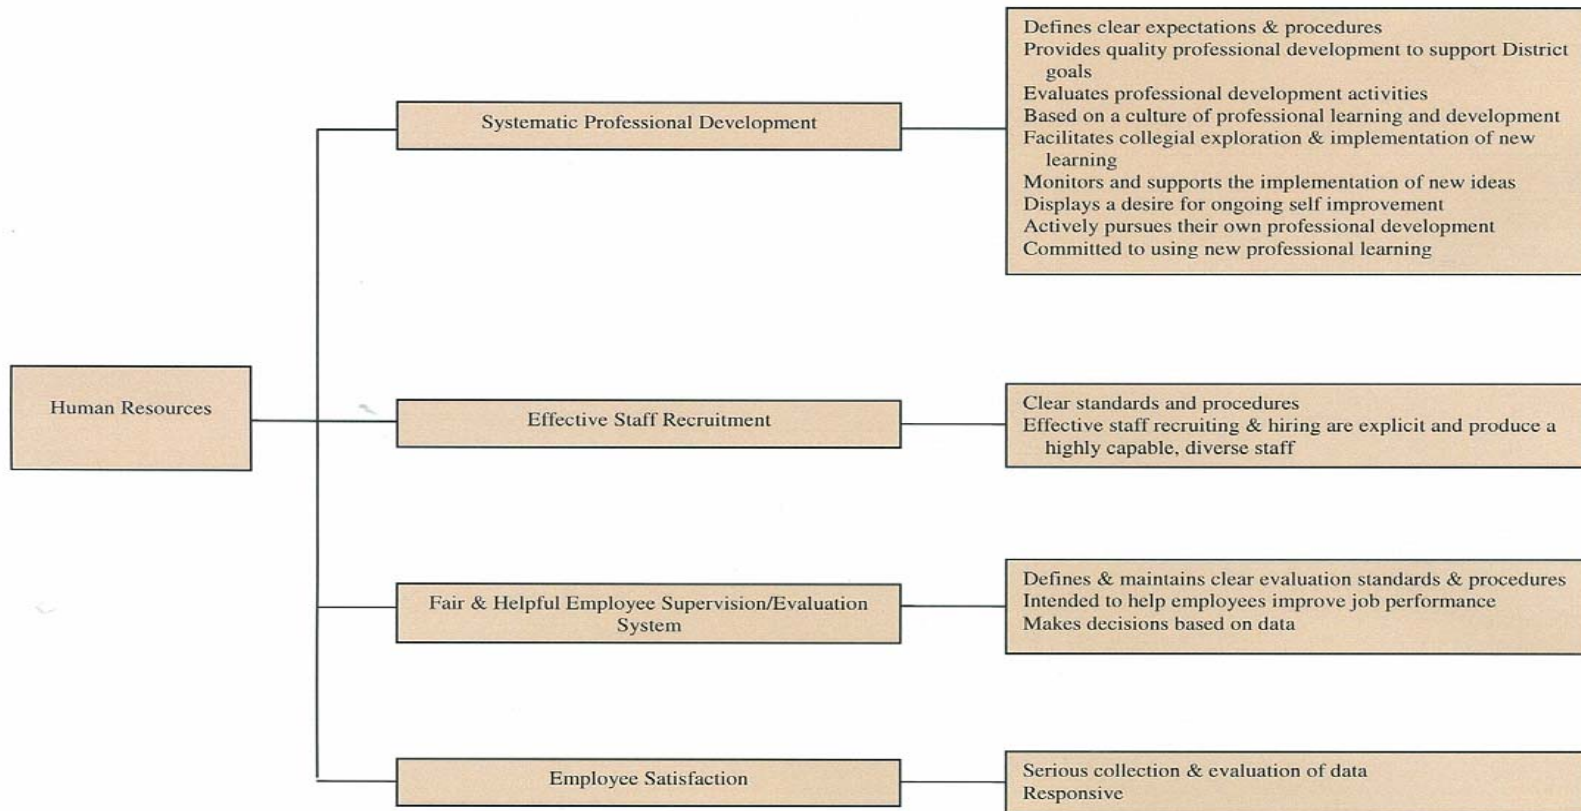 Human Resources
Systematic Professional Development
Defines clear expectations & procedures
Provides quality professional development to support District
goals
Evaluates professional development activities
Based on a culture of professional learning and development
Facilitates collegial exploration & implementation of new
learning
Monitors and supports the implementation of new ideas
Displays a desire for ongoing self improvement
Actively pursues their own professional development
Committed to using new professional learning
Effective Staff Recruitment
Clear standards and procedures
Effective staff recruiting & hiring are explicit and produce a
highly capable, diverse staff
Fair & Helpful Employee Supervision/Evaluation
System
Defines & maintains clear evaluation standards & procedures
Intended to help employees improve job performance
Makes decisions based on data
Employee Satisfaction
Serious collection & evaluation of data
Responsive